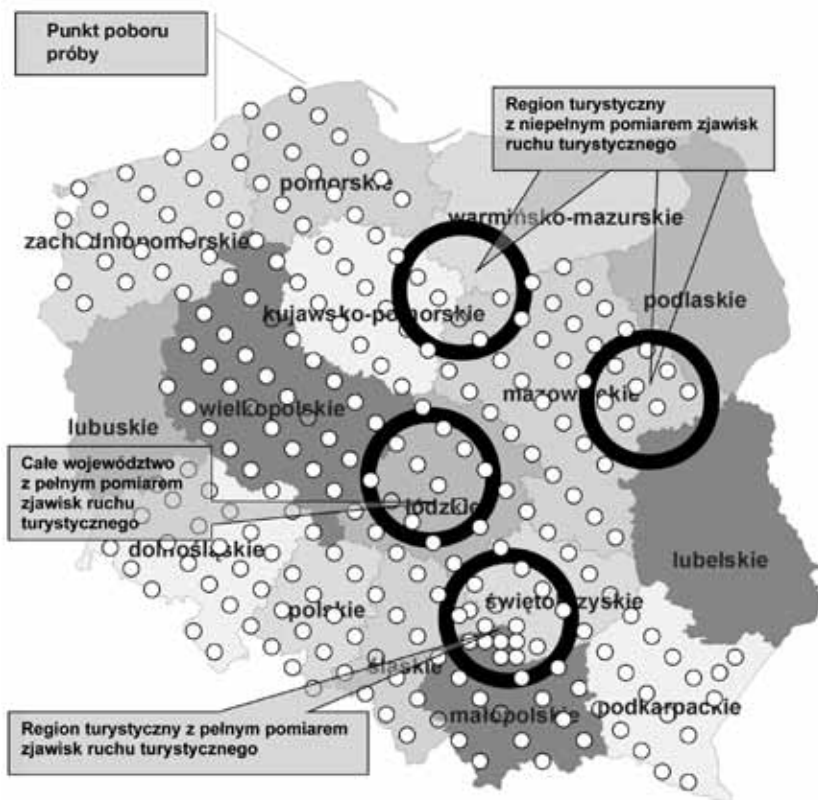 Punkt poboru
próby
Region turystyczny
z niepełnym pomiarem zjawisk
ruchu turystycznego
pomorskie
warmińsko-mazurskie
zachodniopomorskie
podlaskie
kujawsko-pomorskie
mazowieckie
wielkopolskie
lubuskie
Całe województwo
z pełnym pomiarem
zjawisk ruchu
turystycznego
łódzkie
dolnośląskie
lubelskie
opolskie
świętokrzyskie
śląskie
małopolskie
podkarpackie
Region turystyczny z pełnym pomiarem
zjawisk ruchu turystycznego